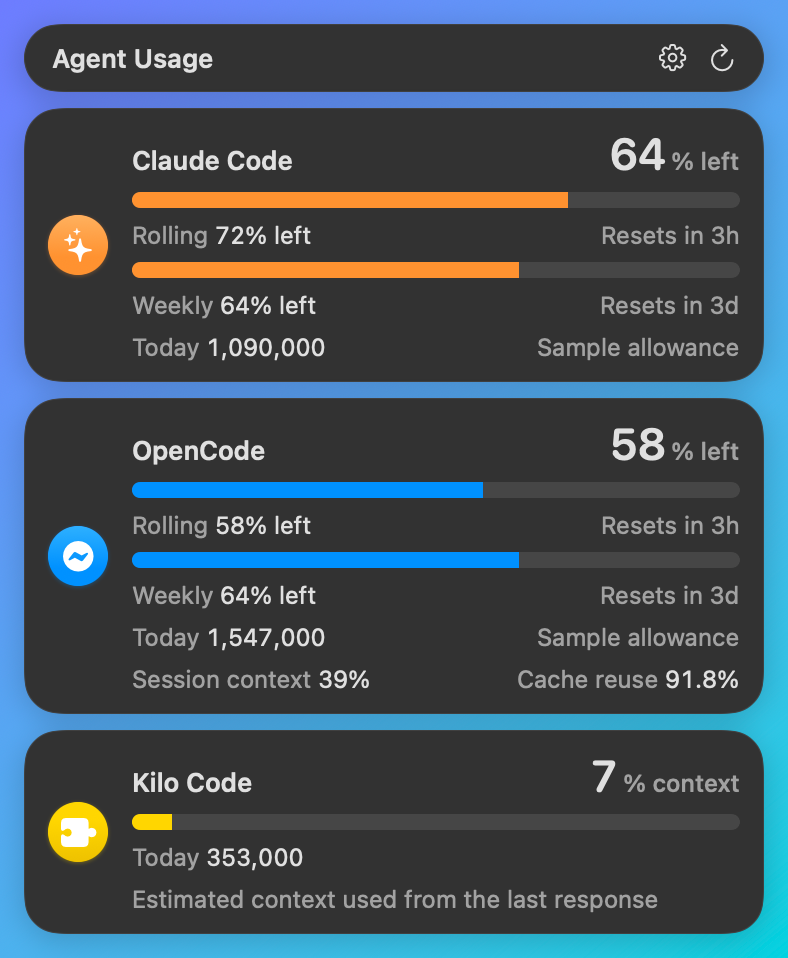 Agent Usage
Claude Code 64 % left
Rolling 72% left Resets in 3h
Weekly 64% left Resets in 3d
Today 1,090,000 Sample allowance
OpenCode 58 % left
Rolling 58% left Resets in 3h
Weekly 64% left Resets in 3d
Today 1,547,000 Sample allowance
Session context 39% Cache reuse 91.8%
Kilo Code 7 % context
Today 353,000
Estimated context used from the last response